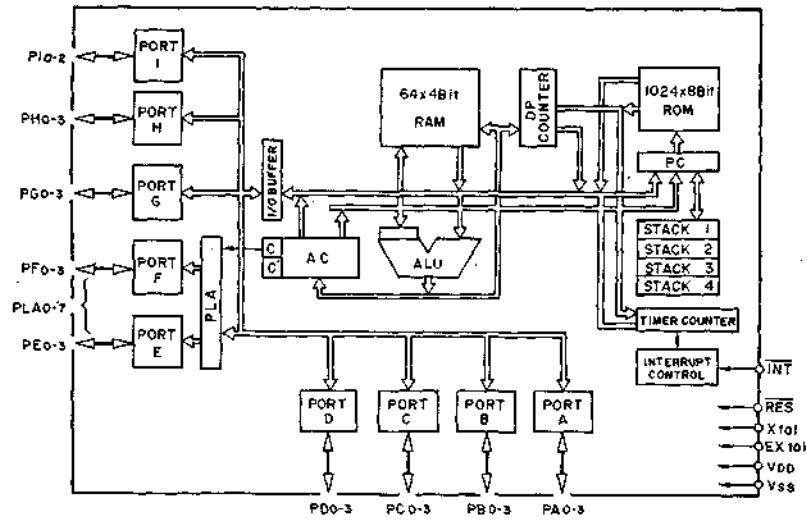 PI0-2
PORT
I
PH0-3
PORT
H
PG0-3
PORT
G
PF0-3
PORT
F
PLA0-7
PE0-3
PORT
E
PLA
I/O BUFFER
64x4Bit
RAM
DP COUNTER
1024x8Bit
ROM
PC
STACK 1
STACK 2
STACK 3
STACK 4
C
C'
AC
ALU
TIMER COUNTER
INTERRUPT
CONTROL
INT
RES
Xtal
EXtal
VDD
VSS
PORT
D
PORT
C
PORT
B
PORT
A
PD0-3
PC0-3
PB0-3
PA0-3